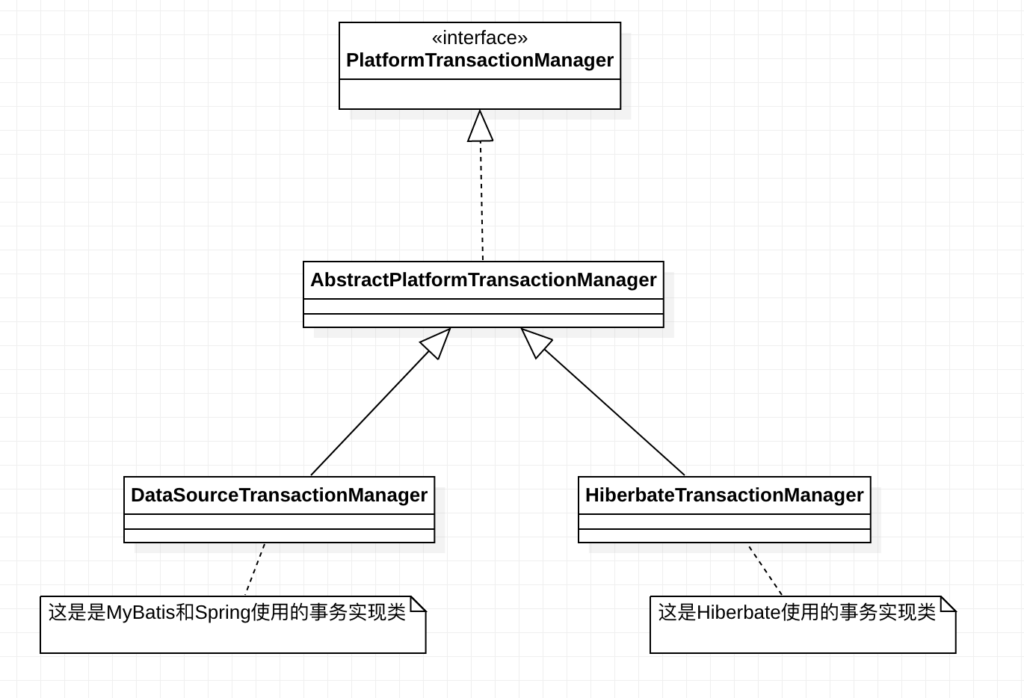 «interface»
PlatformTransactionManager
AbstractPlatformTransactionManager
DataSourceTransactionManager
HiberbateTransactionManager
这是是MyBatis和Spring使用的事务实现类
这是Hiberbate使用的事务实现类